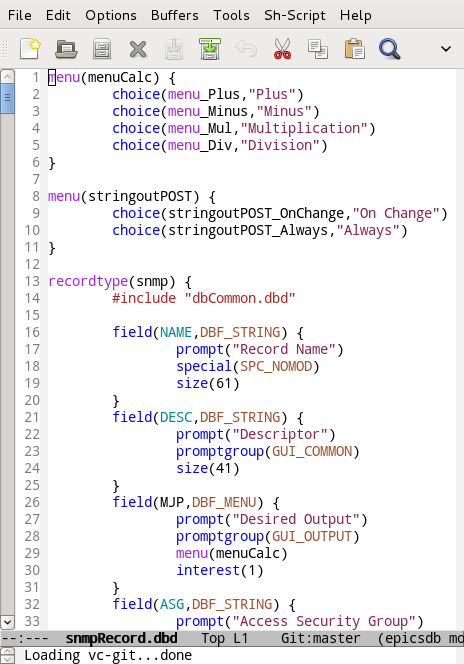 File Edit Options Buffers Tools Sh-Script Help
1 menu(menuCalc) {
2 choice(menu_Plus,"Plus")
3 choice(menu_Minus,"Minus")
4 choice(menu_Mul,"Multiplication")
5 choice(menu_Div,"Division")
6 }
7
8 menu(stringoutPOST) {
9 choice(stringoutPOST_OnChange,"On Change")
10 choice(stringoutPOST_Always,"Always")
11 }
12
13 recordtype(snmp) {
14 #include "dbCommon.dbd"
15
16 field(NAME,DBF_STRING) {
17 prompt("Record Name")
18 special(SPC_NOMOD)
19 size(61)
20 }
21 field(DESC,DBF_STRING) {
22 prompt("Descriptor")
23 promptgroup(GUI_COMMON)
24 size(41)
25 }
26 field(MJP,DBF_MENU) {
27 prompt("Desired Output")
28 promptgroup(GUI_OUTPUT)
29 menu(menuCalc)
30 interest(1)
31 }
32 field(ASG,DBF_STRING) {
33 prompt("Access Security Group")
--:--- snmpRecord.dbd Top L1 Git:master (epicsdb mo
Loading vc-git...done